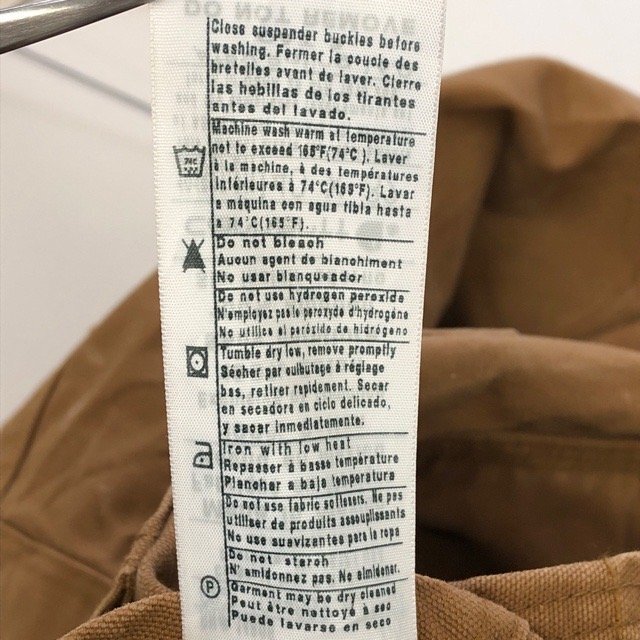 DO NOT REMOVE
Close suspender buckles before
washing. Fermer la coucle des
bretelles avant de laver. Cierre
las hebillas de los tirantes
antes del lavado.
Machine wash warm at temperature
not to exceed 165°F(74°C ). Laver
à la machine, à des températures
inférieures à 74°C(163°F). Lavar
a máquina con agua tibia hasta
a 74°C(165°F).
74C
Do not bleach
Aucun agent de blanchiment
No usar blanqueador
Do not use hydrogen peroxide
N'employez pas le peroxyde d'hydrogène
No utilice el peróxido de hidrógeno
Tumble dry low, remove promptly
Sécher par culbutage à réglage
bas, retirer rapidement. Secar
en secadora en ciclo delicado,
y sacar inmediatamente.
Iron with low heat
Repasser à basse température
Planchar a baja temperatura
Do not use fabric softeners. Ne pas
utiliser de produits assouplissants
No use suavizantes para la ropa
Do not starch
N' amidonnez pas. No almidonar.
P
Garment may be dry cleaned
Peut être nettoyé à sec
Puede lavarse en seco